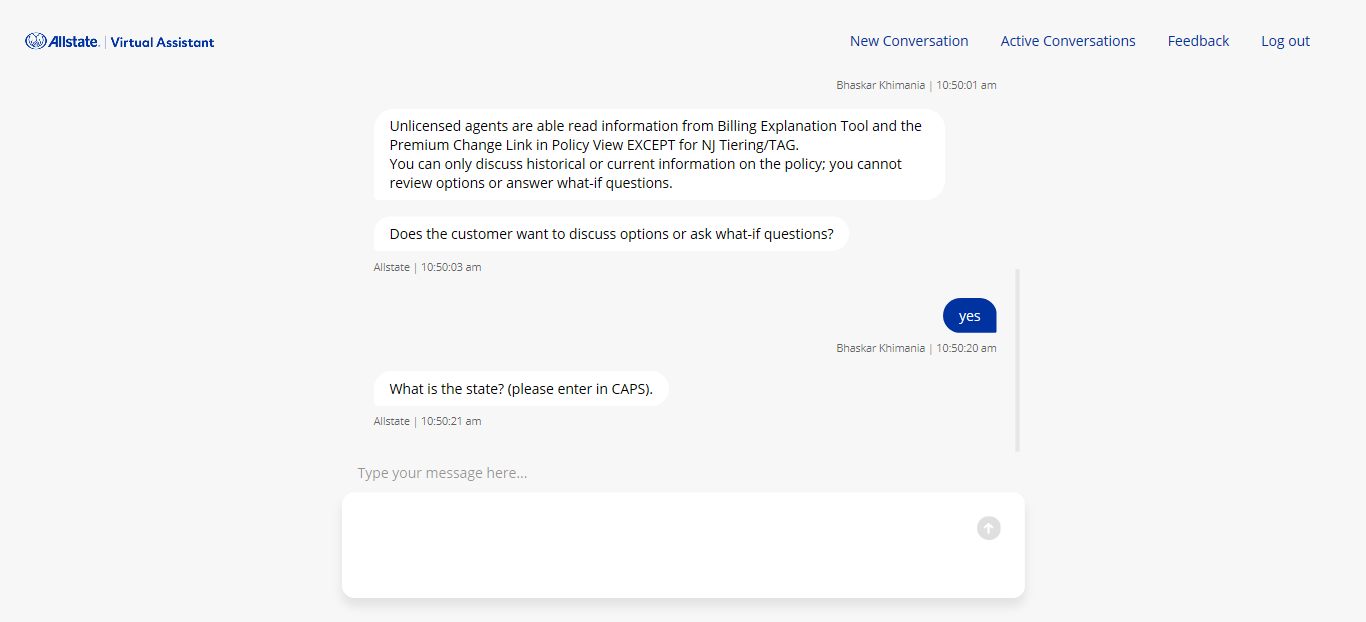 Allstate. | Virtual Assistant
New Conversation Active Conversations Feedback Log out
Bhaskar Khimania | 10:50:01 am
Unlicensed agents are able read information from Billing Explanation Tool and the
Premium Change Link in Policy View EXCEPT for NJ Tiering/TAG.
You can only discuss historical or current information on the policy; you cannot
review options or answer what-if questions.
Does the customer want to discuss options or ask what-if questions?
Allstate | 10:50:03 am
yes
Bhaskar Khimania | 10:50:20 am
What is the state? (please enter in CAPS).
Allstate | 10:50:21 am
Type your message here...